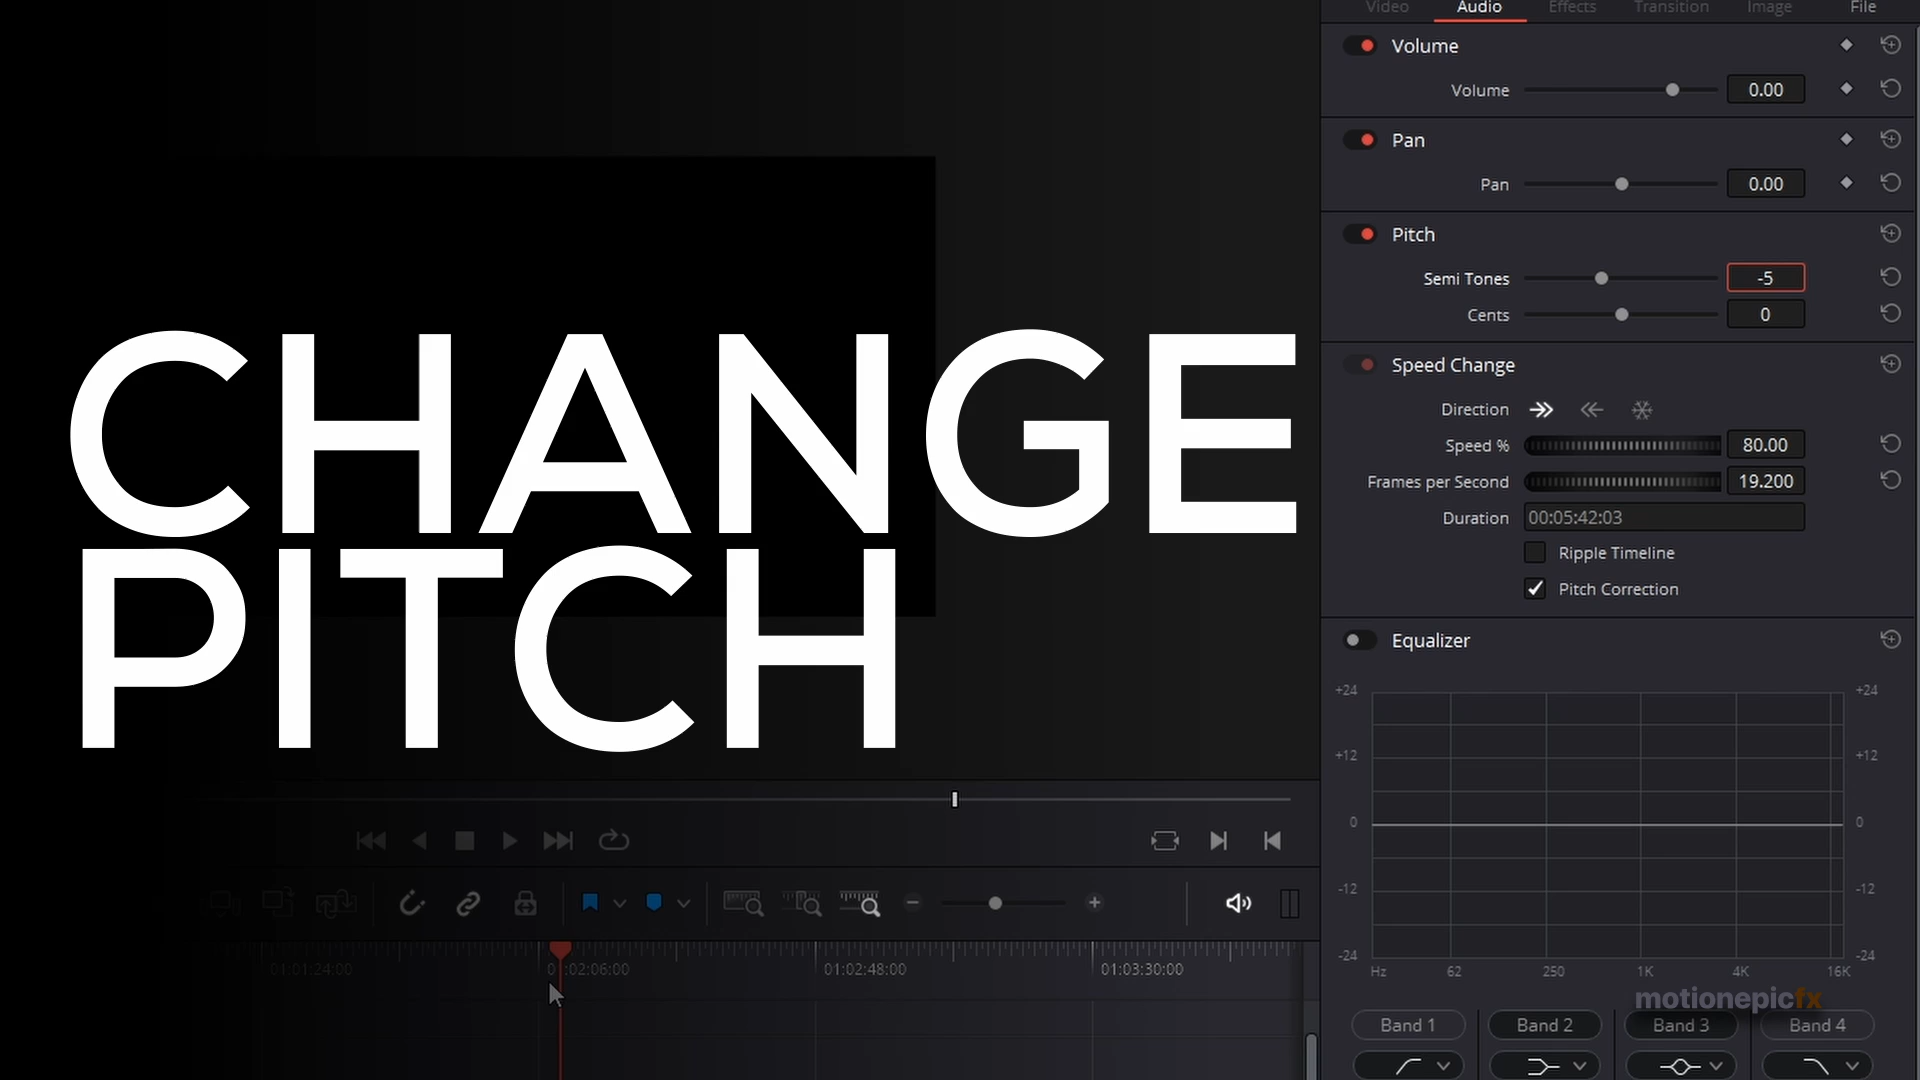 Video Audio Effects Transition Image File
Volume
Volume 0.00
Pan
Pan 0.00
Pitch
Semi Tones -5
Cents 0
Speed Change
Direction
Speed % 80.00
Frames per Second 19.200
Duration 00:05:42:03
Ripple Timeline
Pitch Correction
Equalizer
+24 +24
+12 +12
0 0
-12 -12
-24 -24
Hz 62 250 1K 4K 16K
motionepicfx
Band 1 Band 2 Band 3 Band 4
CHANGE
PITCH
01:01:24:00 01:02:06:00 01:02:48:00 01:03:30:00